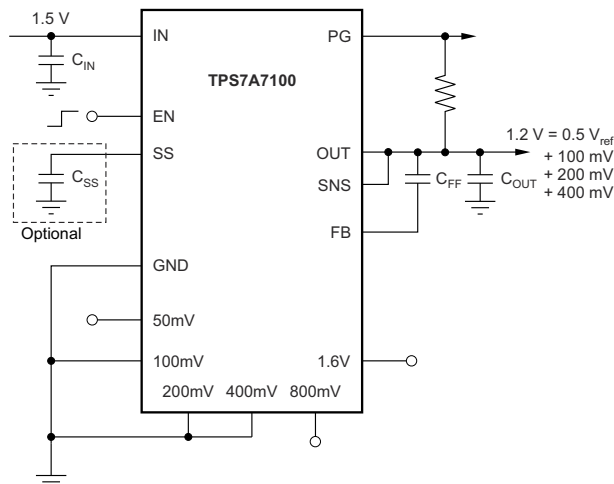 1.5 V
IN
PG
C_IN
TPS7A7100
EN
SS
OUT
1.2 V = 0.5 V_ref
+ 100 mV
+ 200 mV
+ 400 mV
C_SS
SNS
C_FF
C_OUT
Optional
FB
GND
50mV
100mV
1.6V
200mV 400mV 800mV